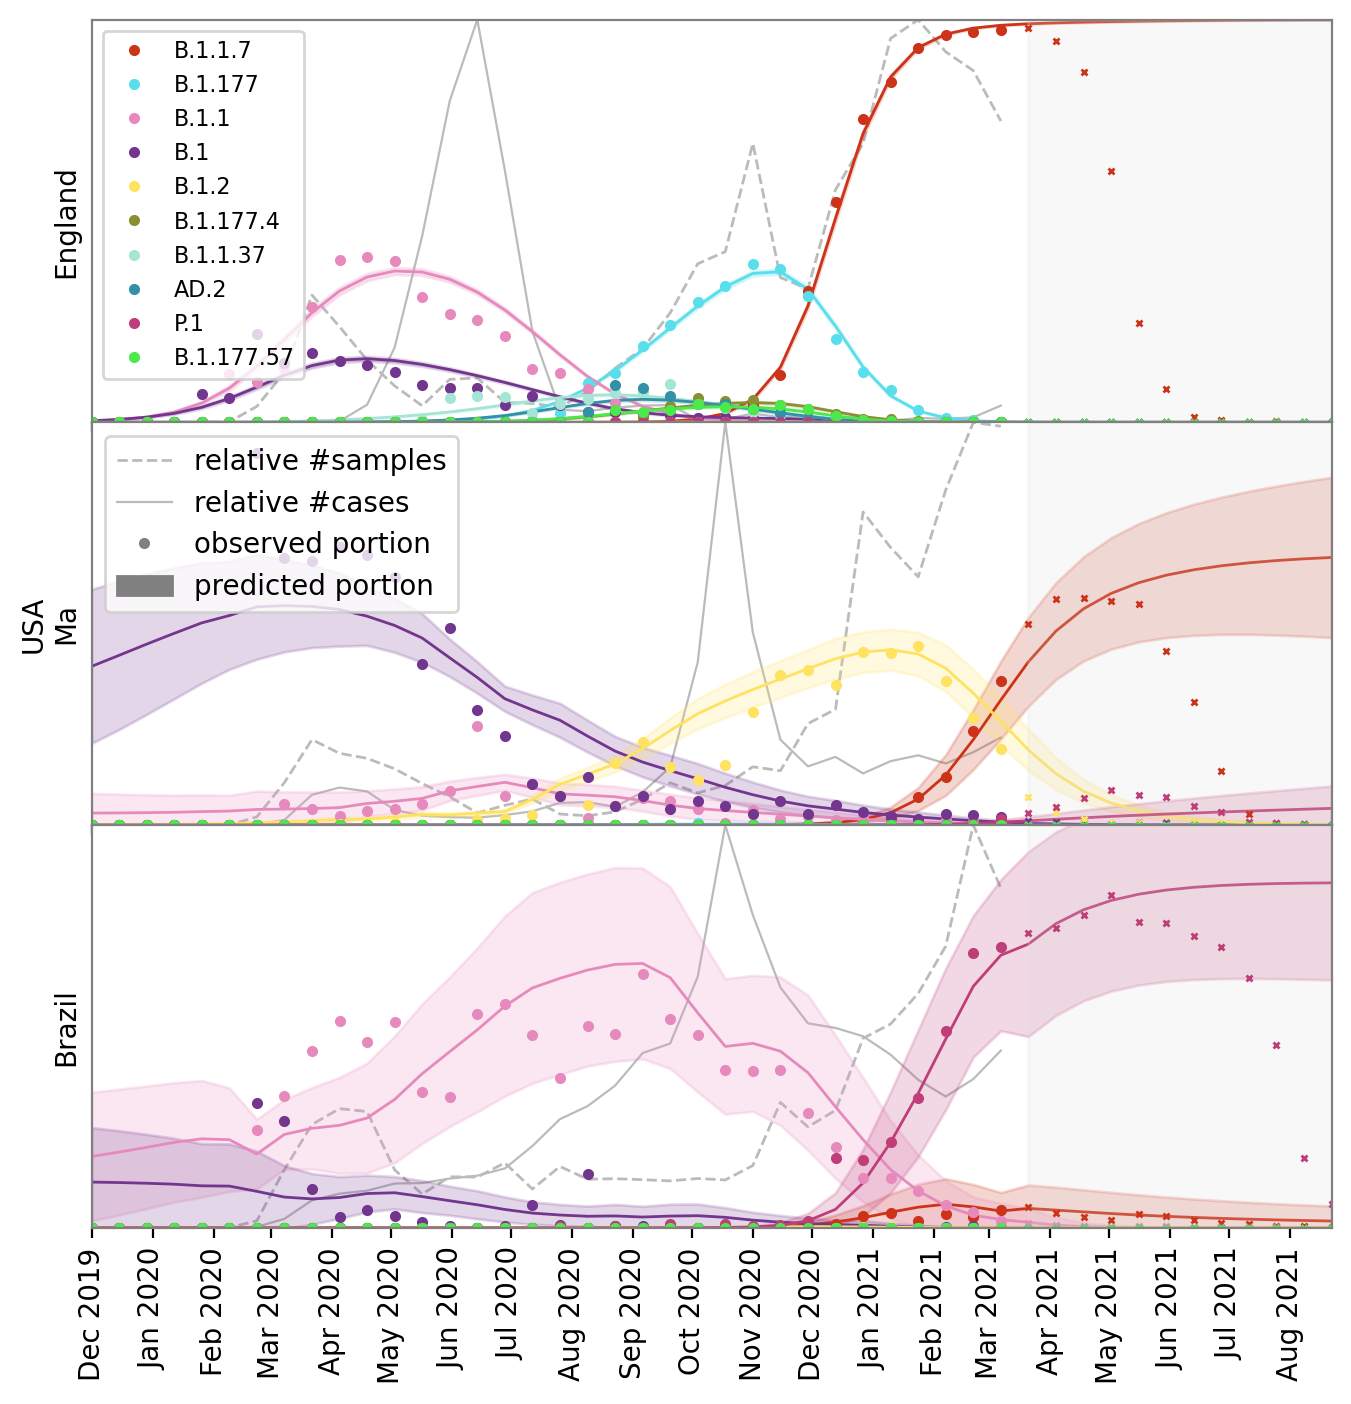 B.1.1.7
B.1.177
B.1.1
B.1
B.1.2
B.1.177.4
B.1.1.37
AD.2
P.1
B.1.177.57
England
relative #samples
relative #cases
observed portion
predicted portion
USA
Ma
Brazil
Dec 2019
Jan 2020
Feb 2020
Mar 2020
Apr 2020
May 2020
Jun 2020
Jul 2020
Aug 2020
Sep 2020
Oct 2020
Nov 2020
Dec 2020
Jan 2021
Feb 2021
Mar 2021
Apr 2021
May 2021
Jun 2021
Jul 2021
Aug 2021